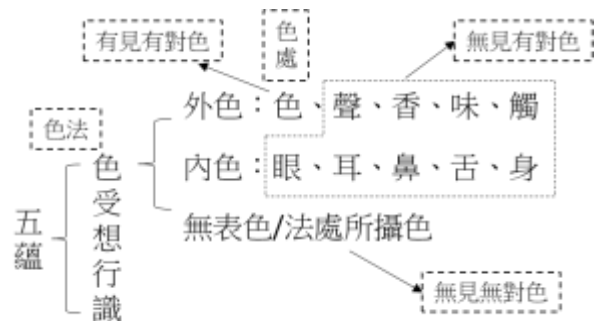 有見有對色
色處
無見有對色
外色：色、聲、香、味、觸
色法
內色：眼、耳、鼻、舌、身
五蘊
色受想行識
無表色/法處所攝色
無見無對色